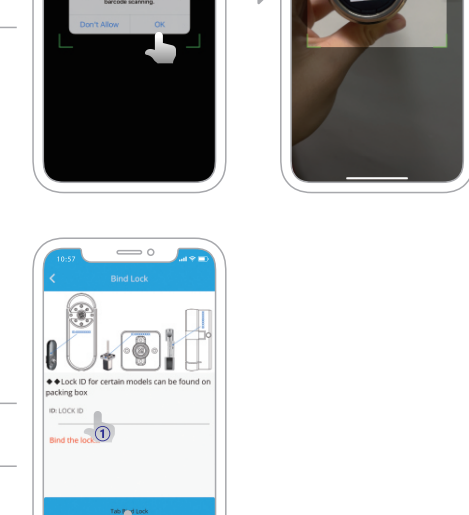 barcode scanning.
Don't Allow OK
10:57
Bind Lock
◆◆Lock ID for certain models can be found on
packing box
ID: LOCK ID
①
Bind the lock
Lock